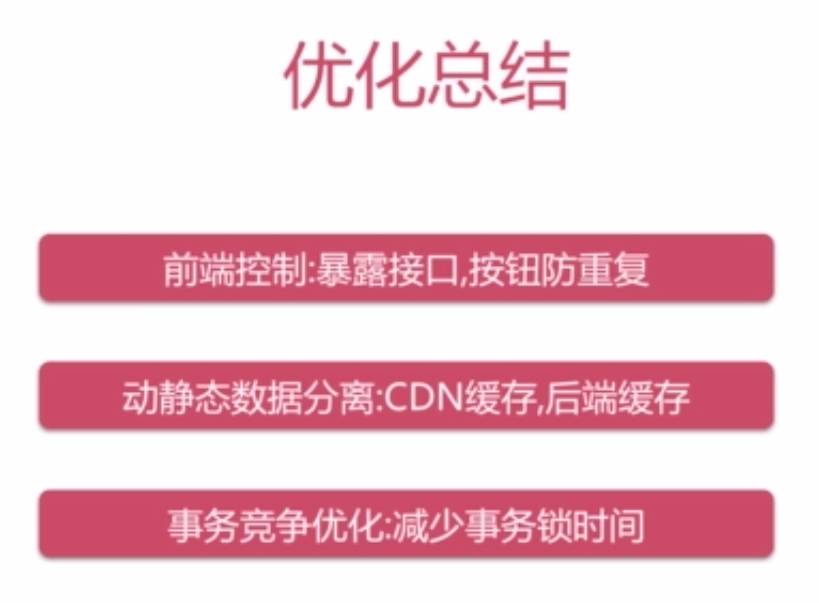 优化总结
前端控制:暴露接口,按钮防重复
动静态数据分离:CDN缓存,后端缓存
事务竞争优化:减少事务锁时间